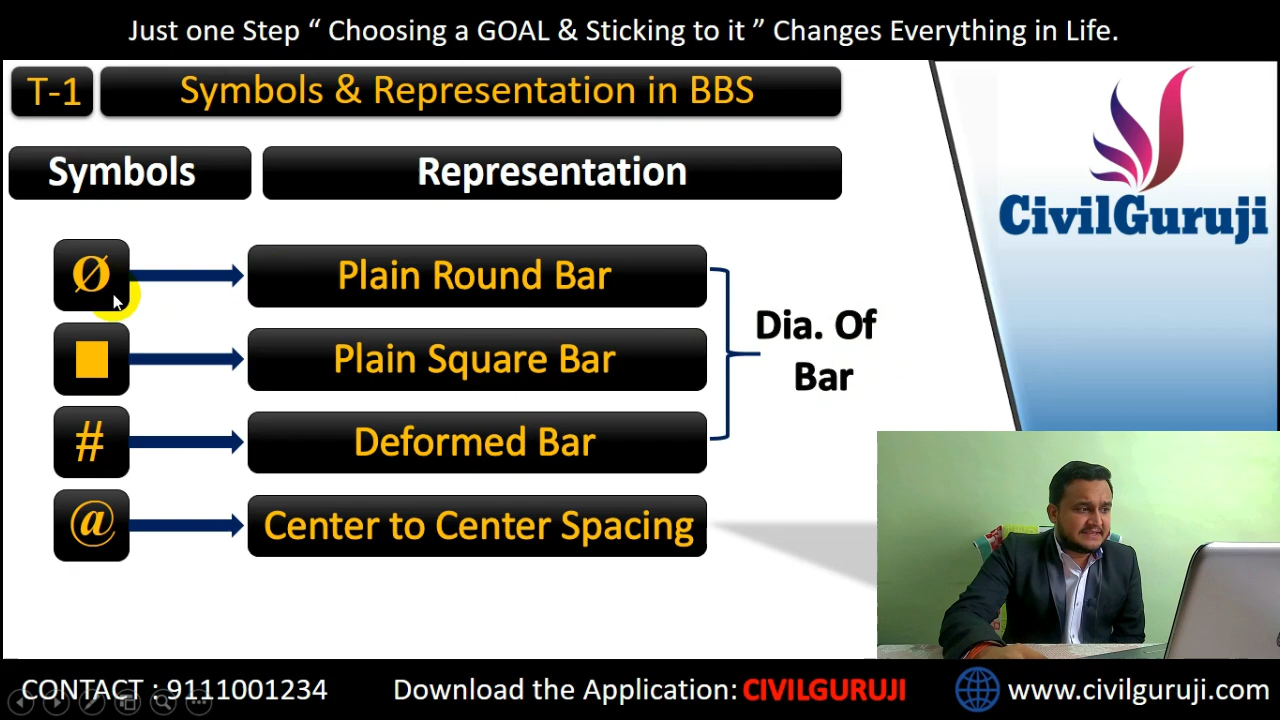 Just one Step “ Choosing a GOAL & Sticking to it ” Changes Everything in Life.
T-1 Symbols & Representation in BBS
CivilGuruji
Symbols Representation
Ø Plain Round Bar
■ Plain Square Bar
# Deformed Bar
@ Center to Center Spacing
Dia. Of
Bar
CONTACT : 9111001234 Download the Application: CIVILGURUJI www.civilguruji.com